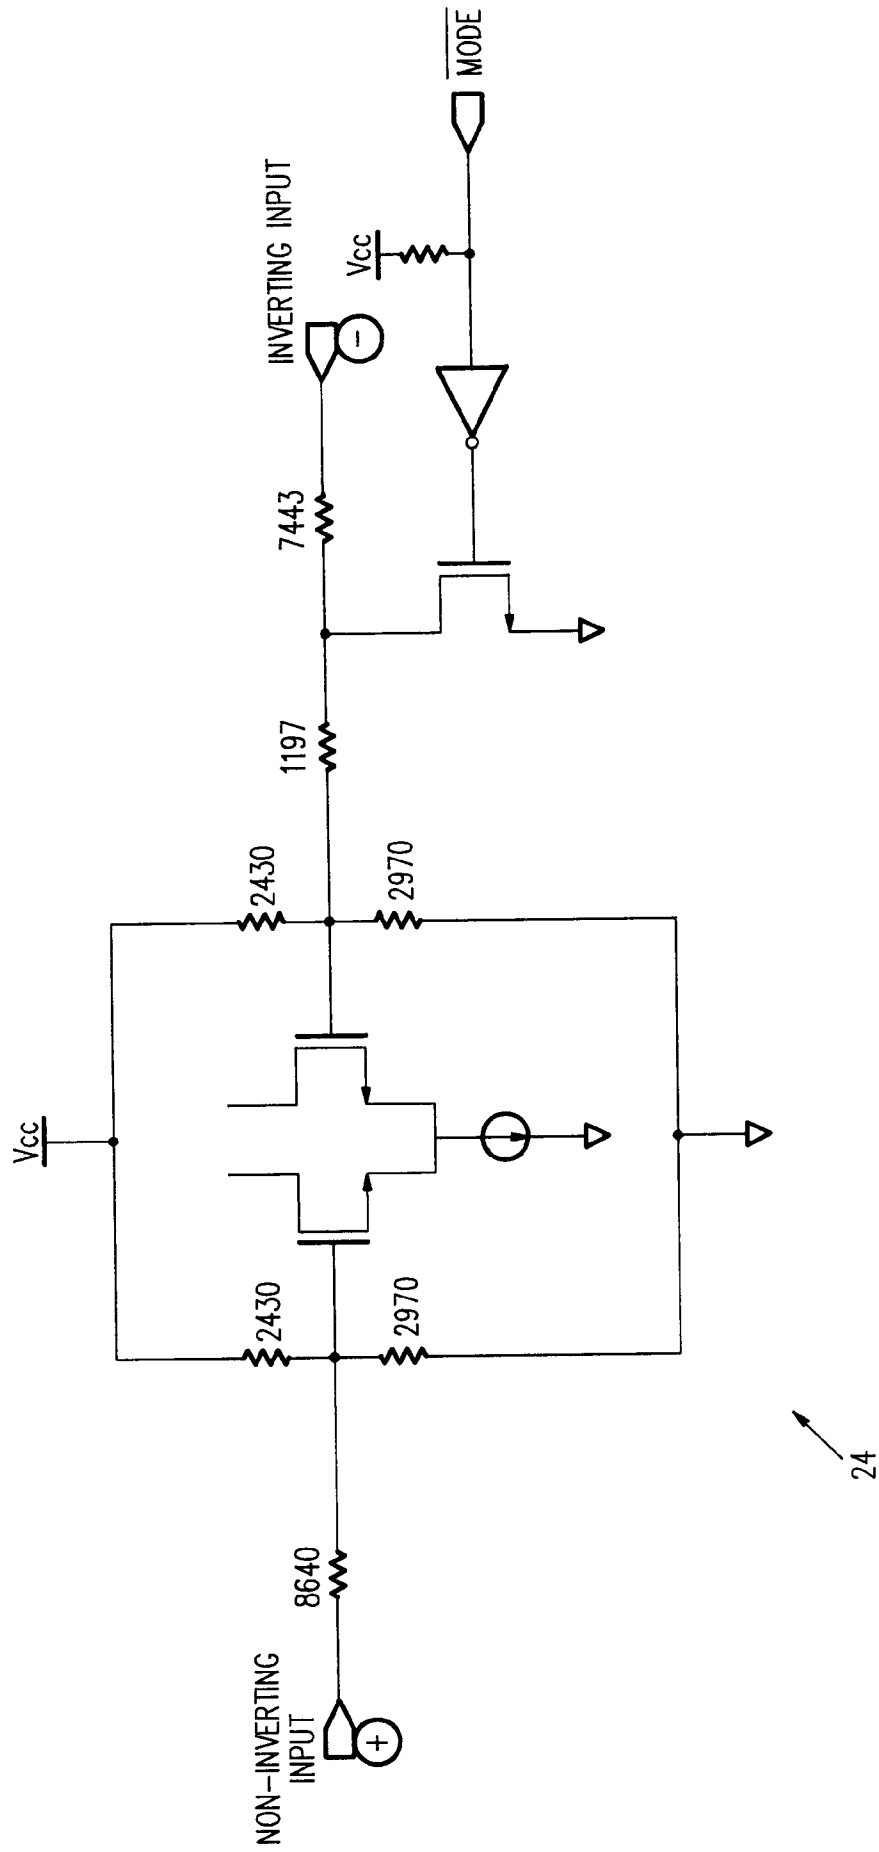 NON-INVERTING
INPUT
+
8640
2430
2970
Vcc
2430
2970
1197
7443
INVERTING INPUT
-
Vcc
MODE
24